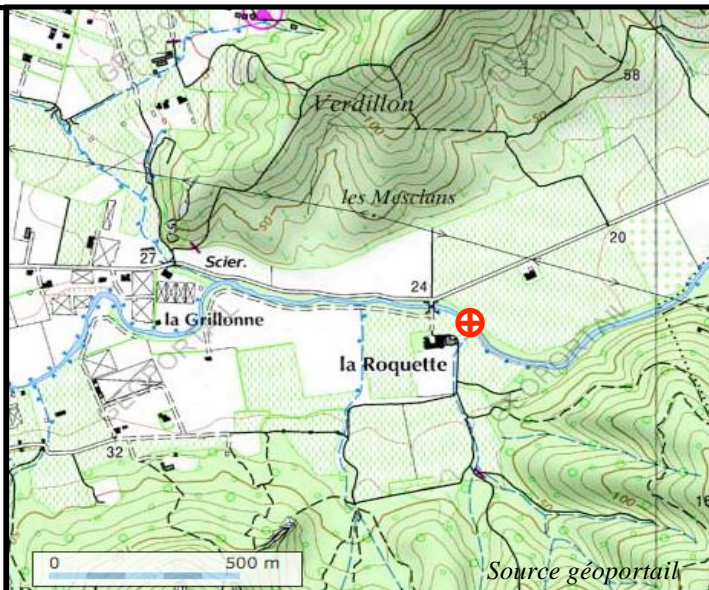 Verdillon
58
100
50
les Mesclans
50
20
27
Scier.
24
la Grillonne
la Roquette
32
50
100
0 500 m
Source géoportail